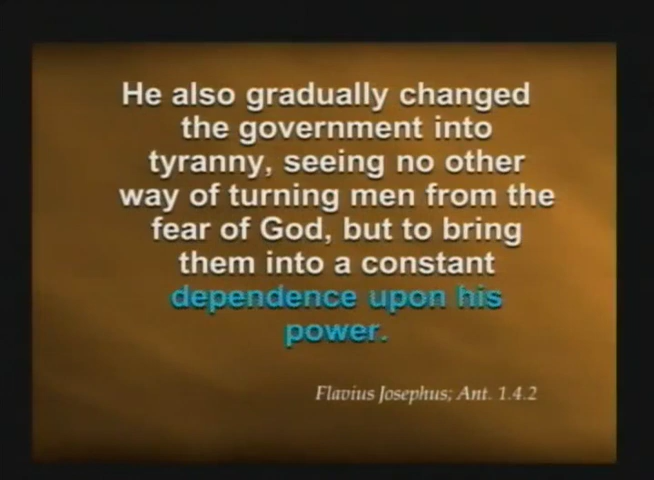 He also gradually changed
the government into
tyranny, seeing no other
way of turning men from the
fear of God, but to bring
them into a constant
dependence upon his
power.
Flavius Josephus; Ant. 1.4.2